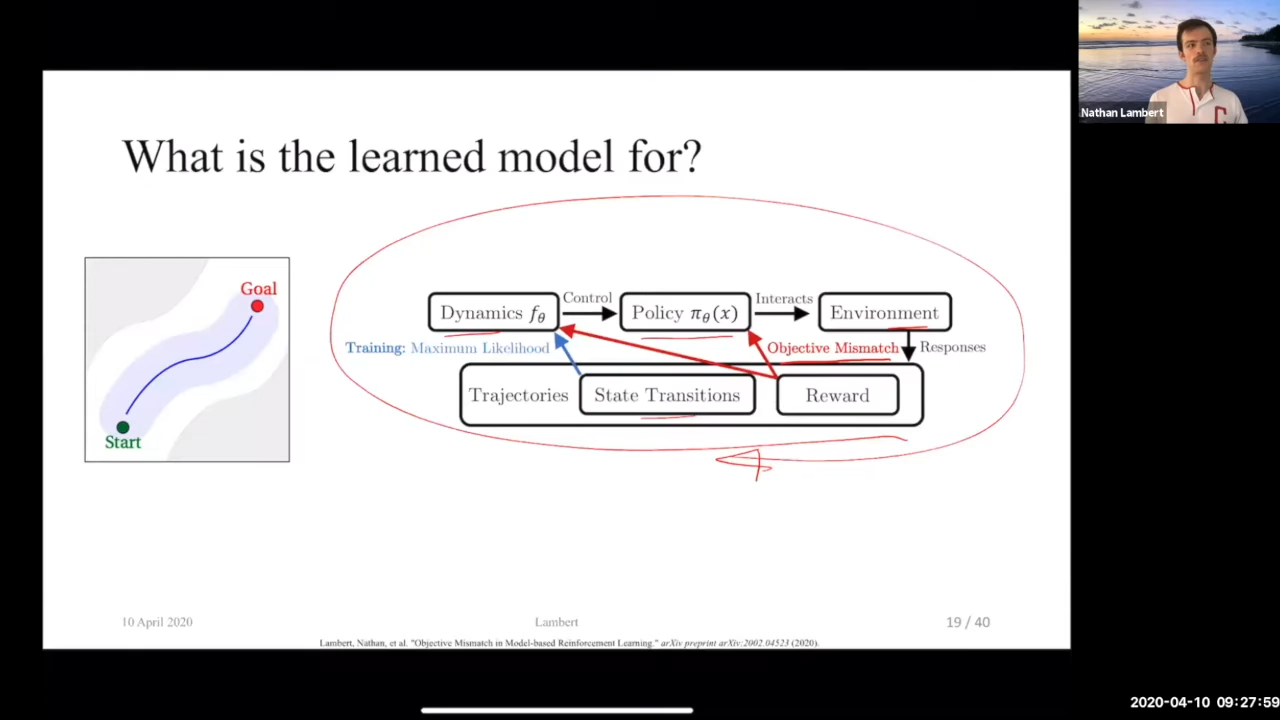 Nathan Lambert
What is the learned model for?
Goal
Start
Dynamics fθ
Control
Policy πθ(x)
Interacts
Environment
Training: Maximum Likelihood
Objective Mismatch
Responses
Trajectories
State Transitions
Reward
10 April 2020
Lambert
19 / 40
Lambert, Nathan, et al. "Objective Mismatch in Model-based Reinforcement Learning." arXiv preprint arXiv:2002.04523 (2020).
2020-04-10 09:27:59